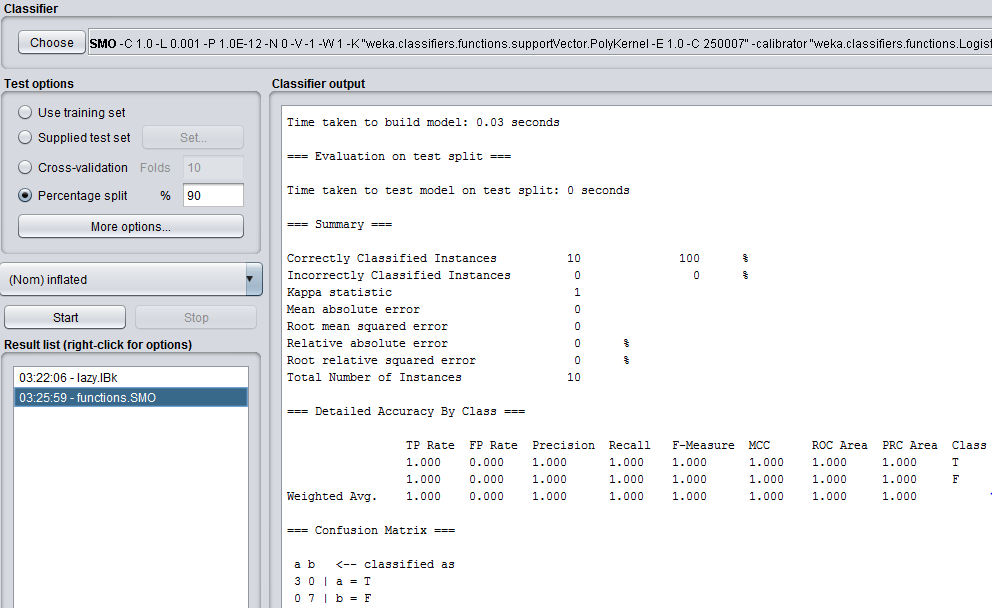 Classifier
Choose SMO -C 1.0 -L 0.001 -P 1.0E-12 -N 0 -V -1 -W 1 -K "weka.classifiers.functions.supportVector.PolyKernel -E 1.0 -C 250007" -calibrator "weka.classifiers.functions.Logist
Test options
Use training set
Supplied test set Set...
Cross-validation Folds 10
Percentage split % 90
More options...
(Nom) inflated
Start Stop
Result list (right-click for options)
03:22:06 - lazy.IBk
03:25:59 - functions.SMO
Classifier output
Time taken to build model: 0.03 seconds
=== Evaluation on test split ===
Time taken to test model on test split: 0 seconds
=== Summary ===
Correctly Classified Instances 10 100 %
Incorrectly Classified Instances 0 0 %
Kappa statistic 1
Mean absolute error 0
Root mean squared error 0
Relative absolute error 0 %
Root relative squared error 0 %
Total Number of Instances 10
=== Detailed Accuracy By Class ===
TP Rate FP Rate Precision Recall F-Measure MCC ROC Area PRC Area Class
1.000 0.000 1.000 1.000 1.000 1.000 1.000 1.000 T
1.000 0.000 1.000 1.000 1.000 1.000 1.000 1.000 F
Weighted Avg. 1.000 0.000 1.000 1.000 1.000 1.000 1.000 1.000
=== Confusion Matrix ===
a b <-- classified as
3 0 | a = T
0 7 | b = F